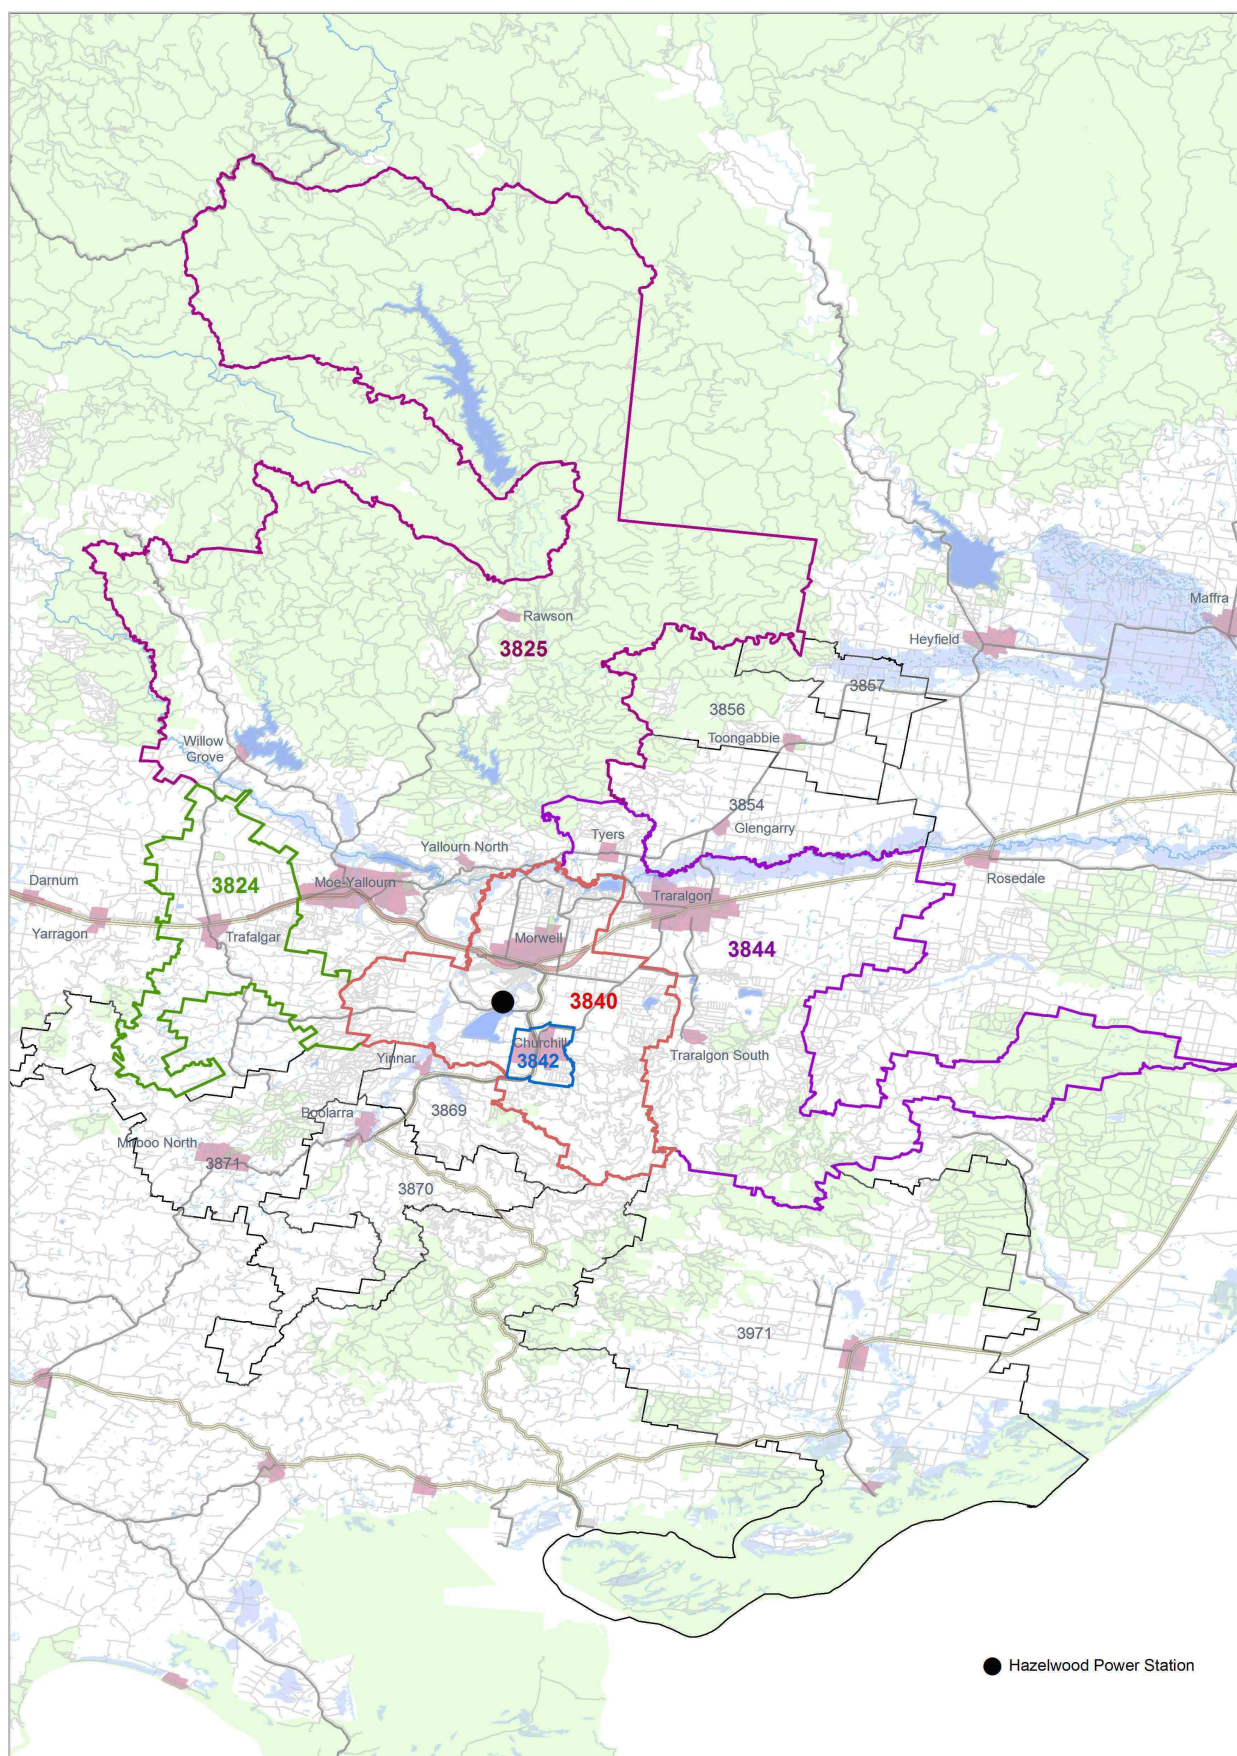 Rawson
3825
Maffra
Heyfield
3857
3856
Toongabbie
Willow
Grove
3854
Glengarry
Tyers
Yallourn North
Rosedale
Darnum
3824
Moe-Yallourn
Traralgon
Yarragon
Trafalgar
Morwell
3844
3840
Churchill
3842
Traralgon South
Yinnar
3869
Boolarra
Mirboo North
3871
3870
3971
Hazelwood Power Station